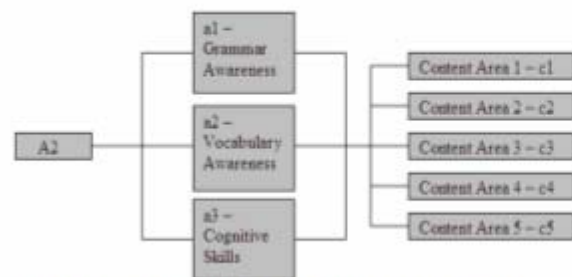 a1 –
Grammar
Awareness
A2
a2 –
Vocabulary
Awareness
a3 –
Cognitive
Skills
Content Area 1 – c1
Content Area 2 – c2
Content Area 3 – c3
Content Area 4 – c4
Content Area 5 – c5